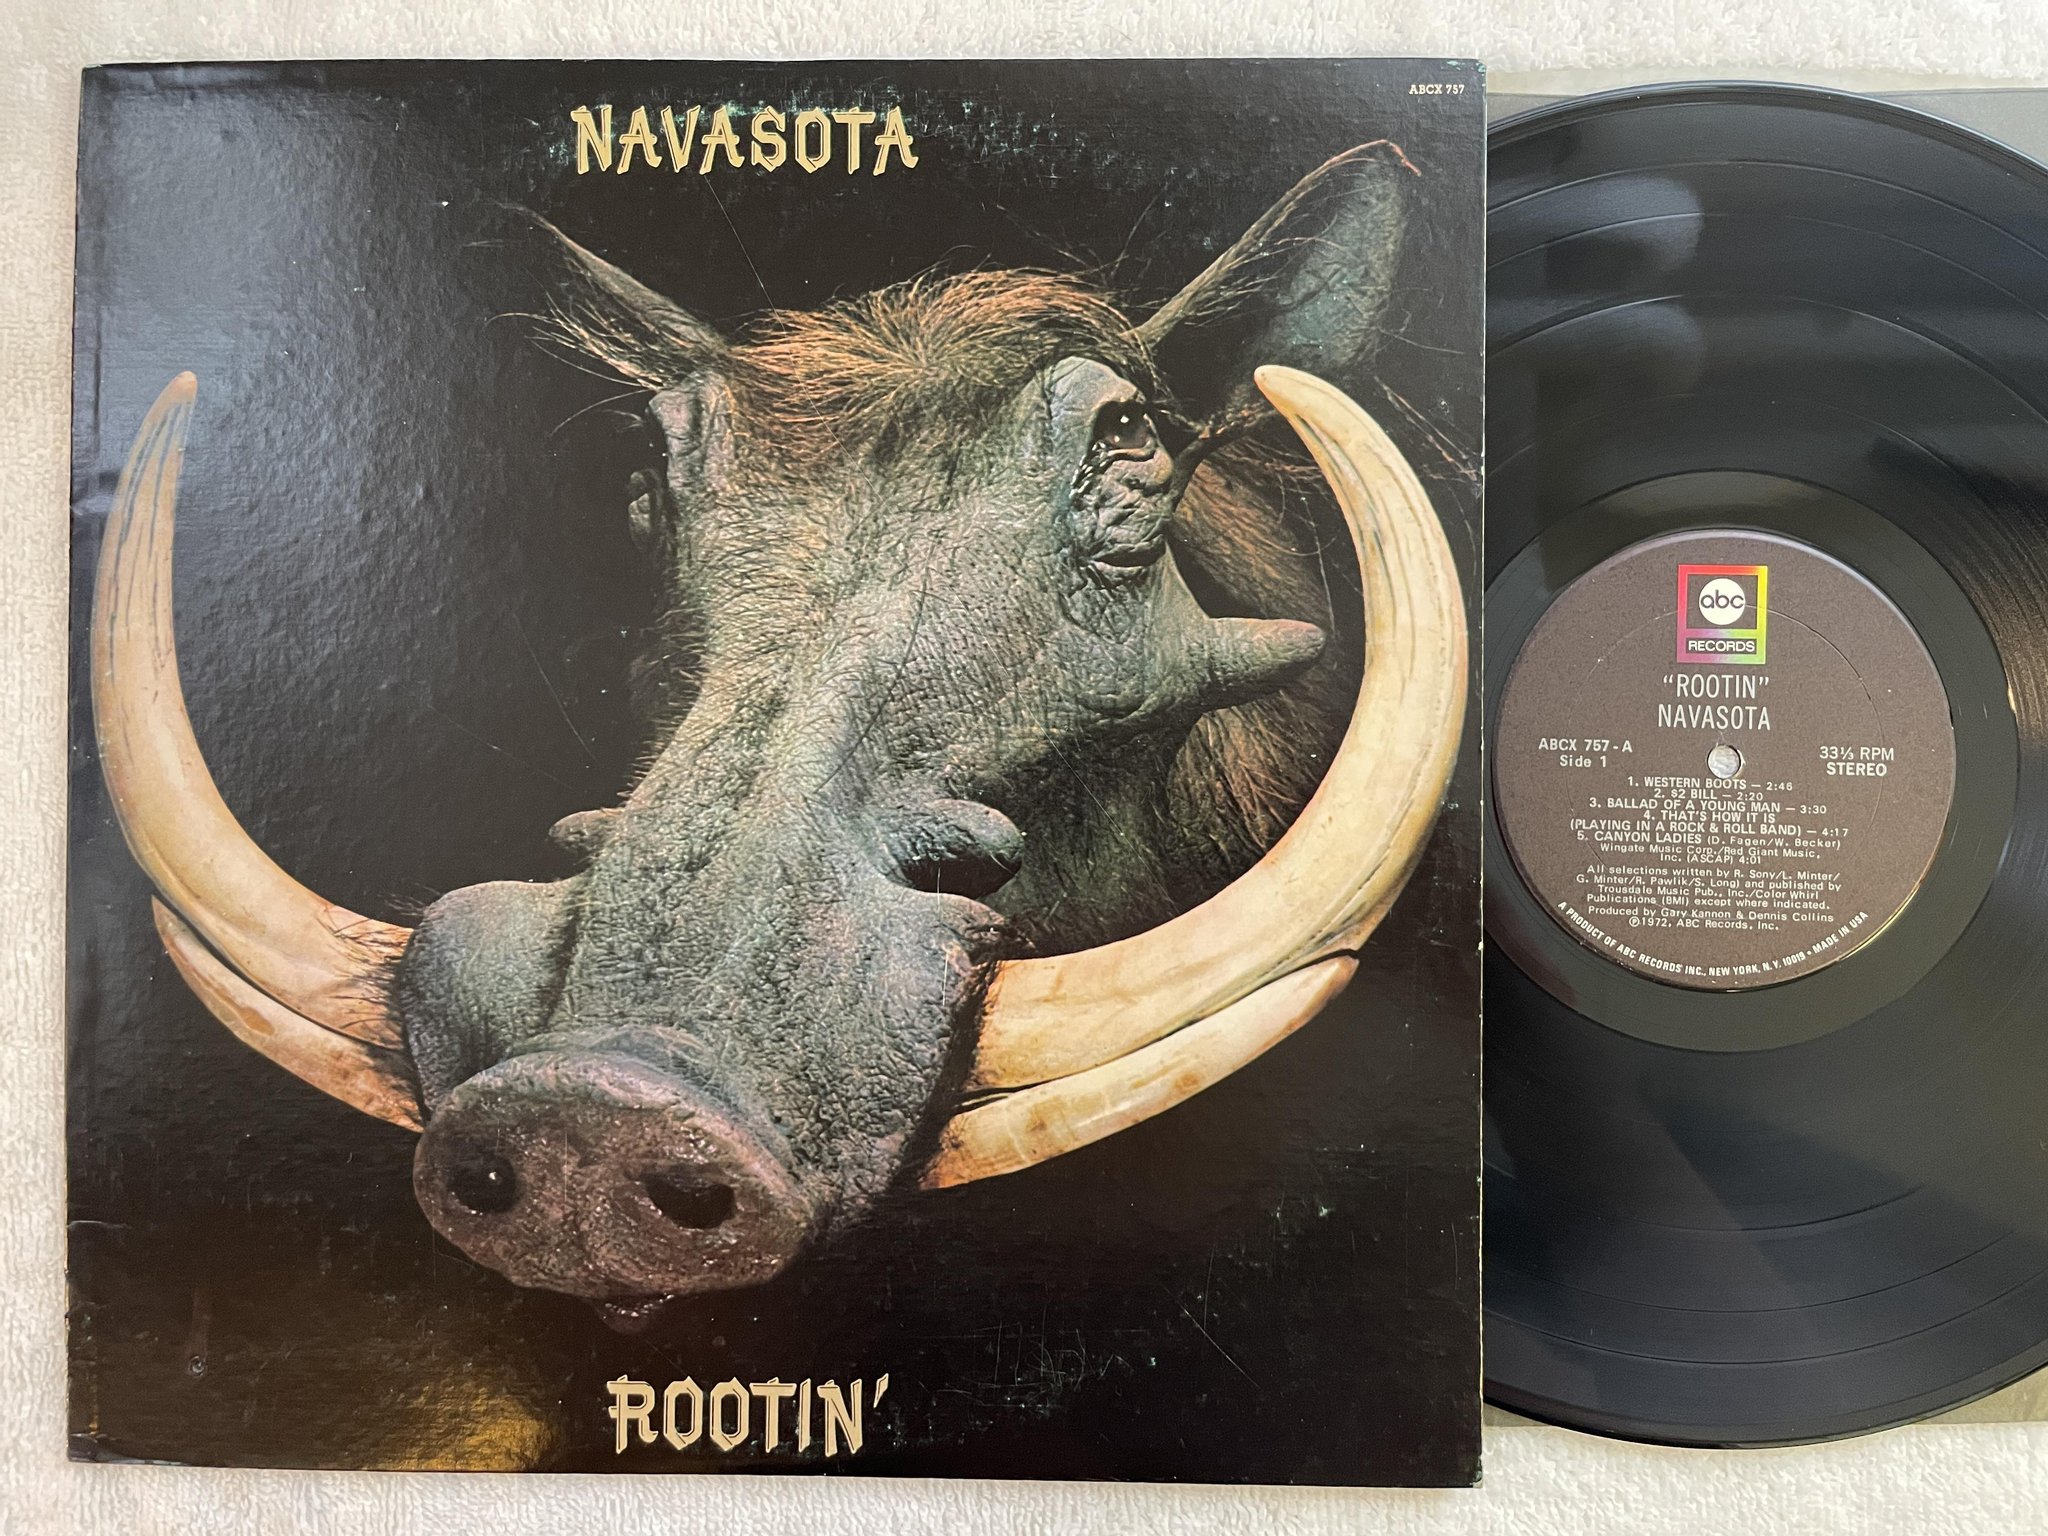 ABCX 757
NAVASOTA
ROOTIN'
abc
RECORDS
"ROOTIN"
NAVASOTA
ABCX 757-A
Side 1
33⅓ RPM
STEREO
1. WESTERN BOOTS — 2:46
2. $2 BILL — 2:20
3. BALLAD OF A YOUNG MAN — 3:30
4. THAT'S HOW IT IS
(PLAYING IN A ROCK & ROLL BAND) — 4:17
5. CANYON LADIES (D. Fagen/W. Becker)
Wingate Music Corp./Red Giant Music,
Inc. (ASCAP) 4:01
All selections written by R. Sony/L. Minter/
G. Minter/R. Pawlik/S. Long) and published by
Trousdale Music Pub., Inc./Color Whirl
Publications (BMI) except where indicated.
Produced by Gary Kannon & Dennis Collins
℗1972, ABC Records, Inc.
A PRODUCT OF ABC RECORDS INC., NEW YORK, N.Y. 10019 • MADE IN USA